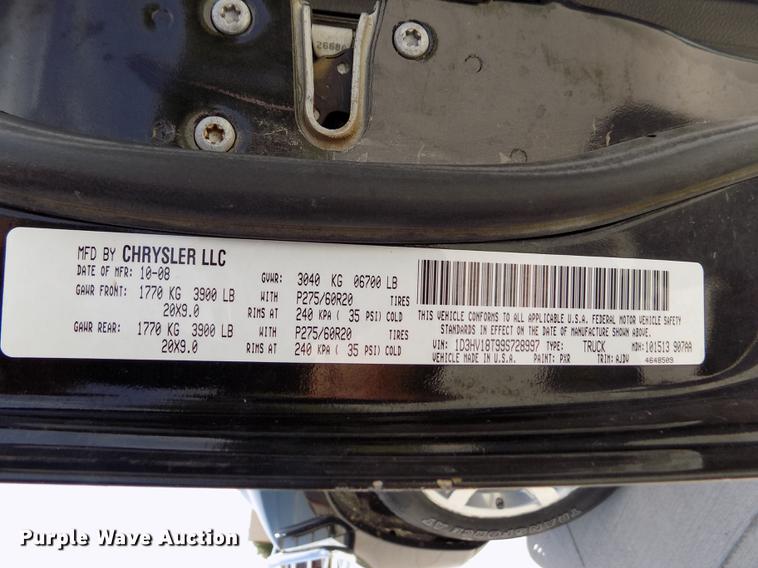 MFD BY CHRYSLER LLC
DATE OF MFR: 10-08 GVWR: 3040 KG 06700 LB
GAWR FRONT: 1770 KG 3900 LB WITH P275/60R20 TIRES
20X9.0 RIMS AT 240 KPA ( 35 PSI) COLD
GAWR REAR: 1770 KG 3900 LB WITH P275/60R20 TIRES
20X9.0 RIMS AT 240 KPA ( 35 PSI) COLD
THIS VEHICLE CONFORMS TO ALL APPLICABLE U.S.A. FEDERAL MOTOR VEHICLE SAFETY
STANDARDS IN EFFECT ON THE DATE OF MANUFACTURE SHOWN ABOVE.
VIN: 1D3HV18T99S728997 TYPE: TRUCK MDH:101513 907AA
VEHICLE MADE IN U.S.A. PAINT: PXR TRIM: AJDV 4648509
Purple Wave Auction